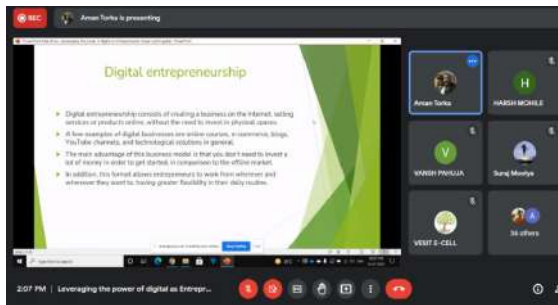 REC
Aman Torka is presenting
Digital entrepreneurship
Digital entrepreneurship consists of creating a business on the internet, selling
services or products online, without the need to invest in physical spaces.
A few examples of digital businesses are online courses, e-commerce, blogs,
YouTube channels, and technological solutions in general.
The main advantage of this business model is that you don't need to invest a
lot of money in order to get started, in comparison to the offline market.
In addition, this format allows entrepreneurs to work from wherever and
whenever they want to, having greater flexibility in their daily routine.
Aman Torka
H
HARSH MOHILE
V
VANSH PAHUJA
Suraj
VESIT E-CELL
A
36 others
2:07 PM | Leveraging the power of digital as Entrepr...